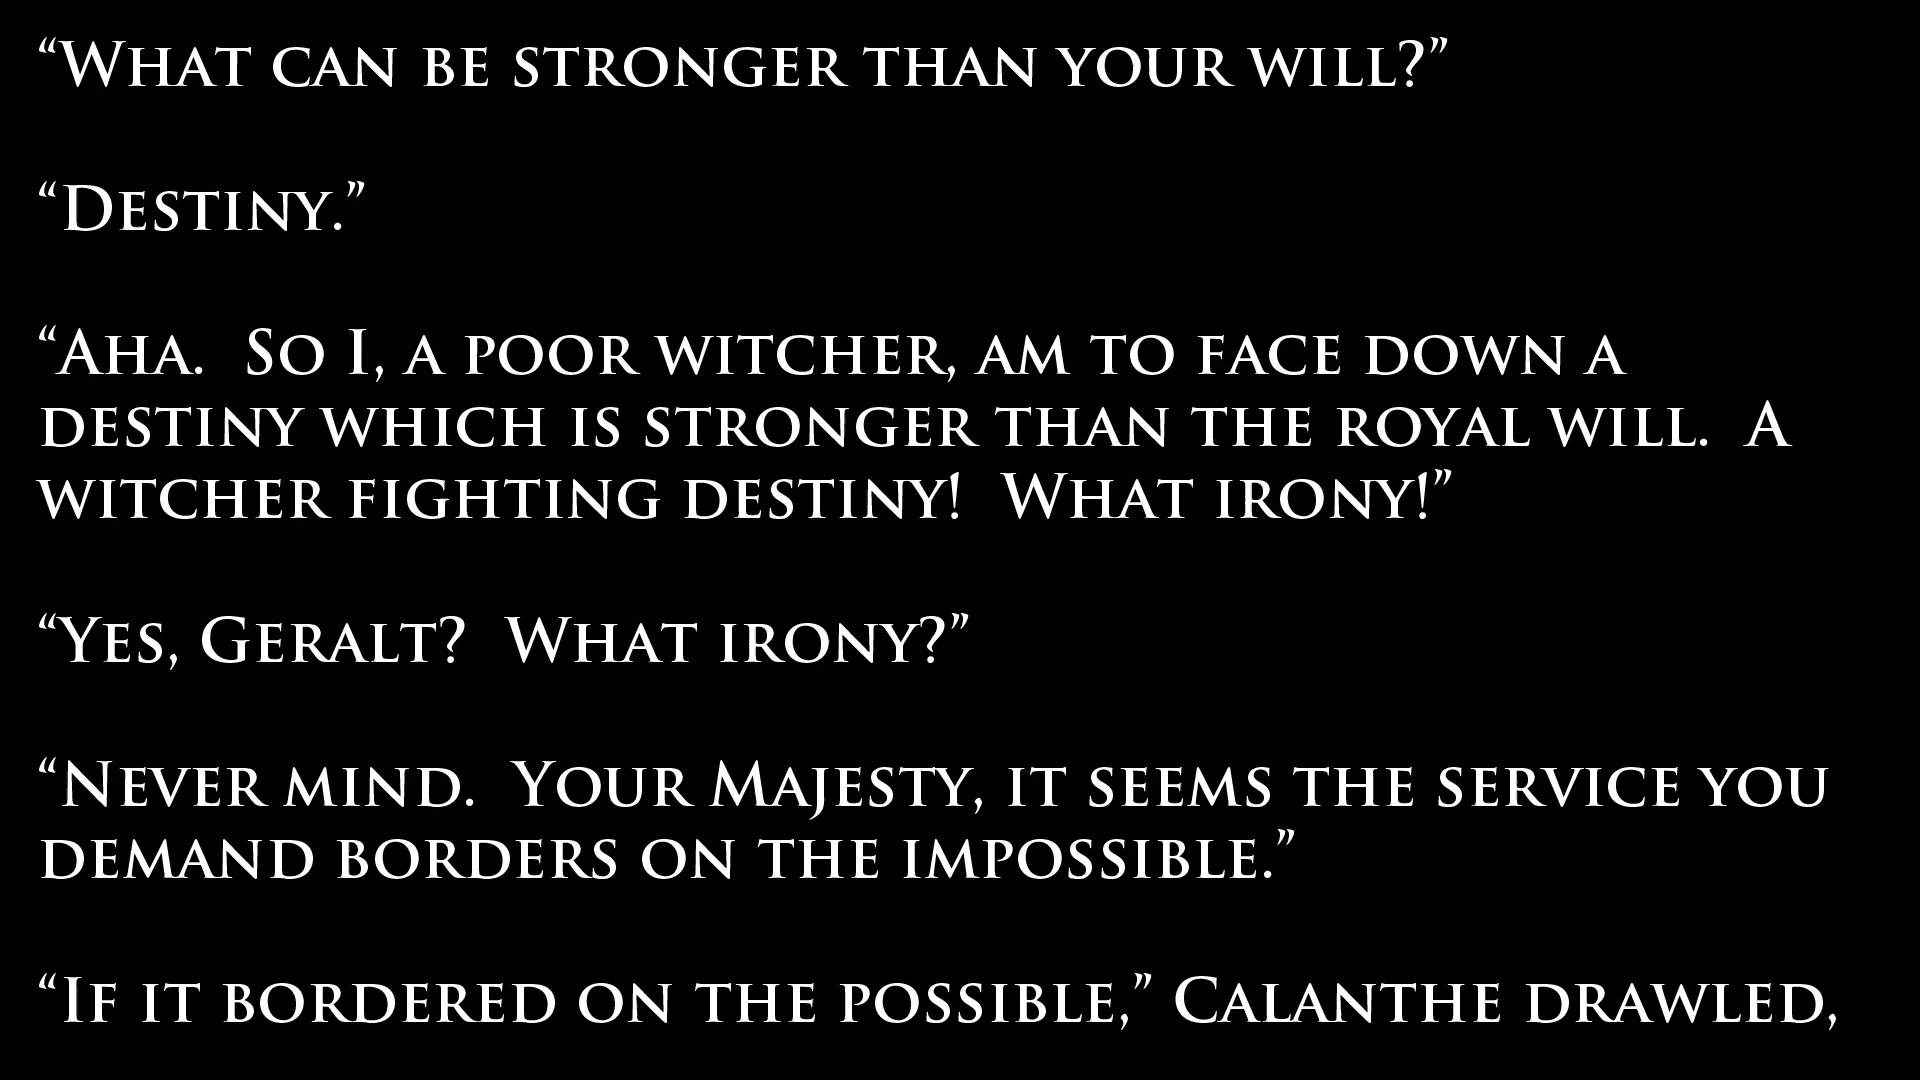 “What can be stronger than your will?”
“Destiny.”
“Aha.  So I, a poor witcher, am to face down a
destiny which is stronger than the royal will.  A
witcher fighting destiny!  What irony!”
“Yes, Geralt?  What irony?”
“Never mind.  Your Majesty, it seems the service you
demand borders on the impossible.”
“If it bordered on the possible,” Calanthe drawled,